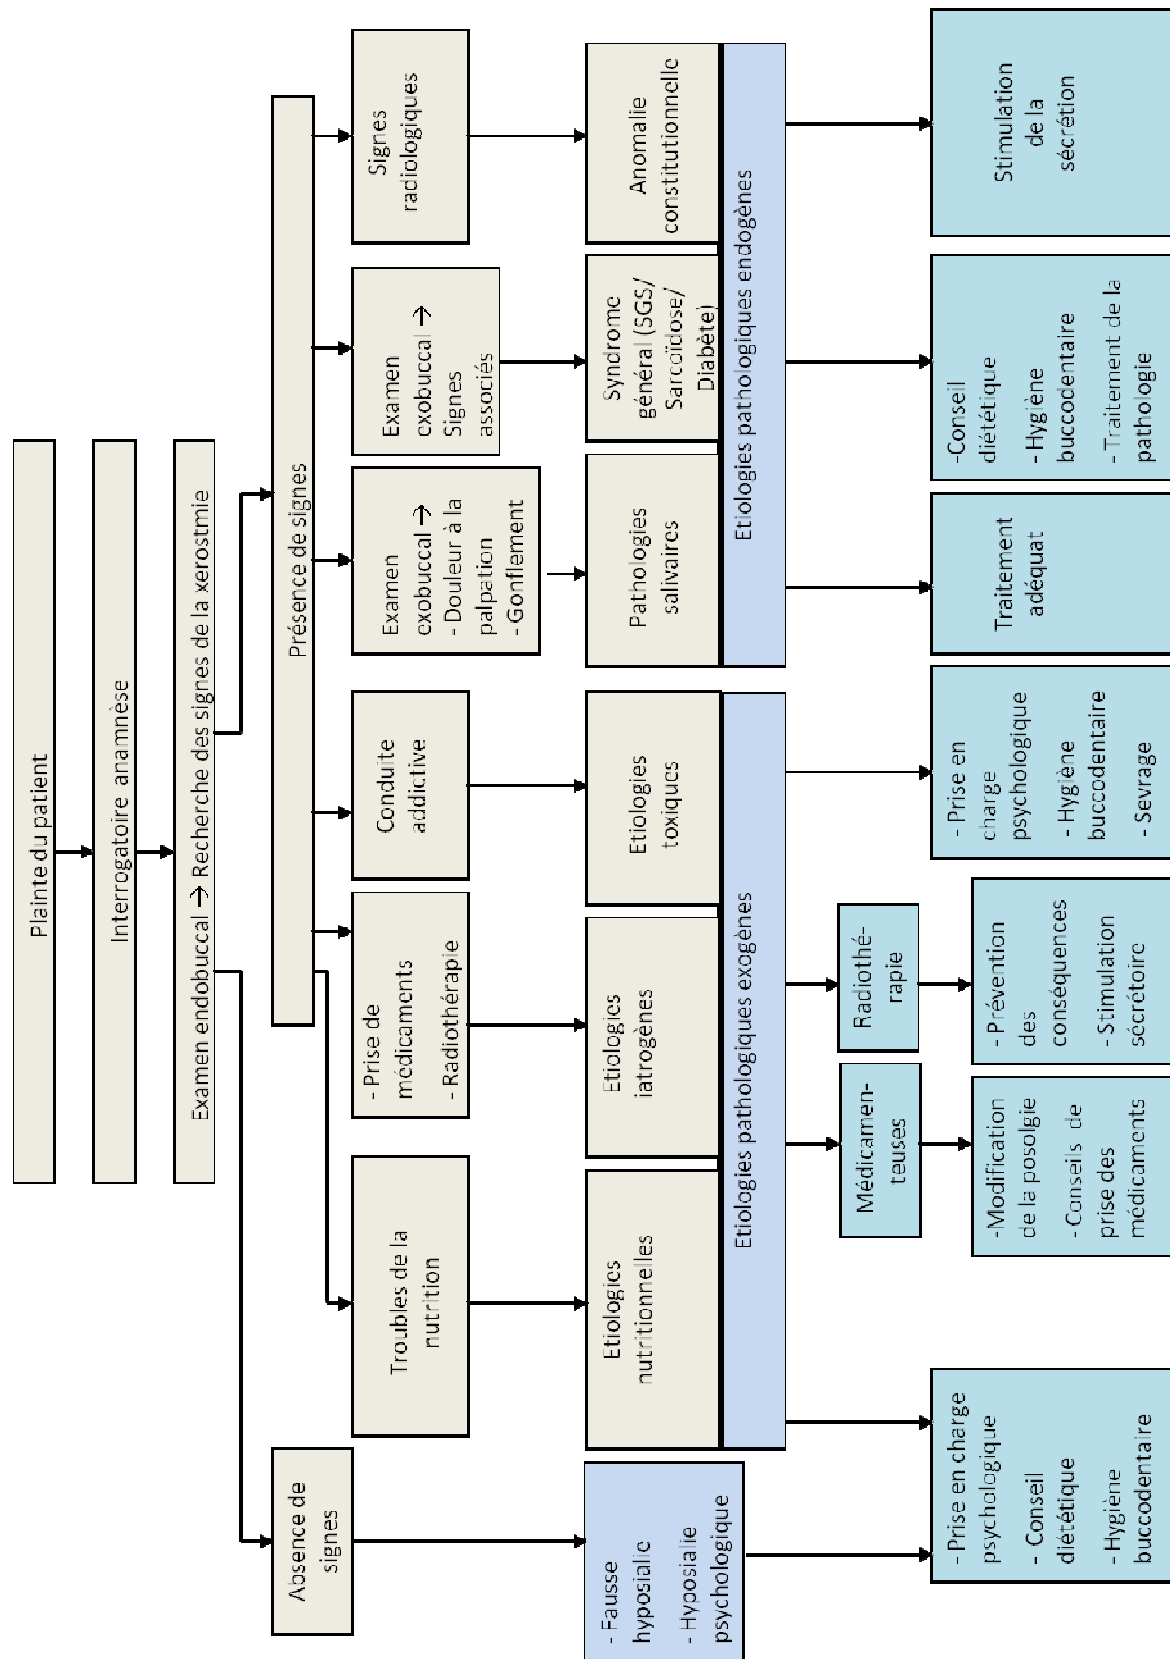 Plainte du patient
Interrogatoire anamnèse
Examen endobuccal → Recherche des signes de la xerostmie
Absence de
signes
Présence de signes
Troubles de la
nutrition
- Prise de
médicaments
- Radiothérapie
Conduite
addictive
Examen
exobuccal →
- Douleur à la
palpation
- Gonflement
Examen
exobuccal →
Signes
associés
Signes
radiologiques
- Fausse
hyposialie
- Hyposialie
psychologique
Etiologies
nutritionnelles
Etiologies
iatrogènes
Etiologies
toxiques
Pathologies
salivaires
Syndrome
général (SGS/
Sarcoïdose/
Diabète)
Anomalie
constitutionnelle
Etiologies pathologiques exogènes
Etiologies pathologiques endogènes
Médicamen-
teuses
Radiothé-
rapie
- Prise en charge
psychologique
- Conseil
diététique
- Hygiène
buccodentaire
-Modification
de la posolgie
- Conseils de
prise des
médicaments
- Prévention
des
conséquences
- Stimulation
sécrétoire
- Prise en
charge
psychologique
- Hygiène
buccodentaire
- Sevrage
Traitement
adéquat
-Conseil
diététique
- Hygiène
buccodentaire
- Traitement de la
pathologie
Stimulation
de la
sécrétion